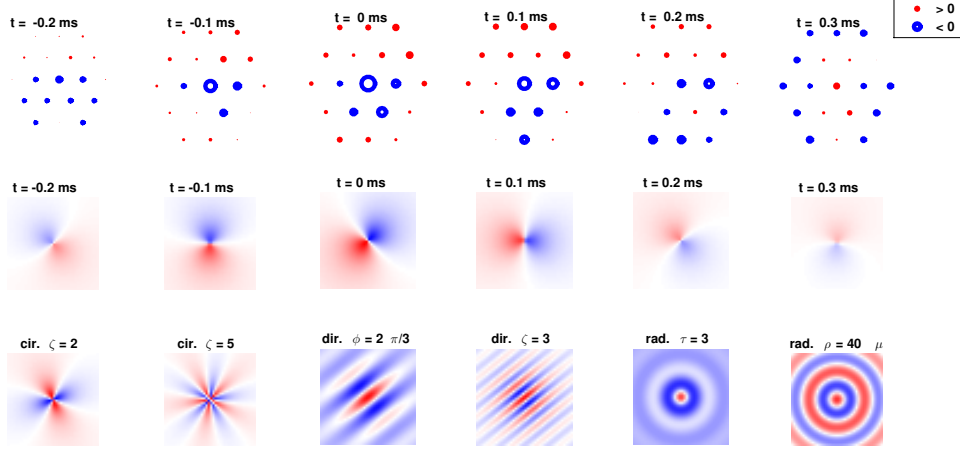 > 0
< 0
t = -0.2 ms
t = -0.1 ms
t = 0 ms
t = 0.1 ms
t = 0.2 ms
t = 0.3 ms
t = -0.2 ms
t = -0.1 ms
t = 0 ms
t = 0.1 ms
t = 0.2 ms
t = 0.3 ms
cir. ζ = 2
cir. ζ = 5
dir. ϕ = 2 π/3
dir. ζ = 3
rad. τ = 3
rad. ρ = 40 μ